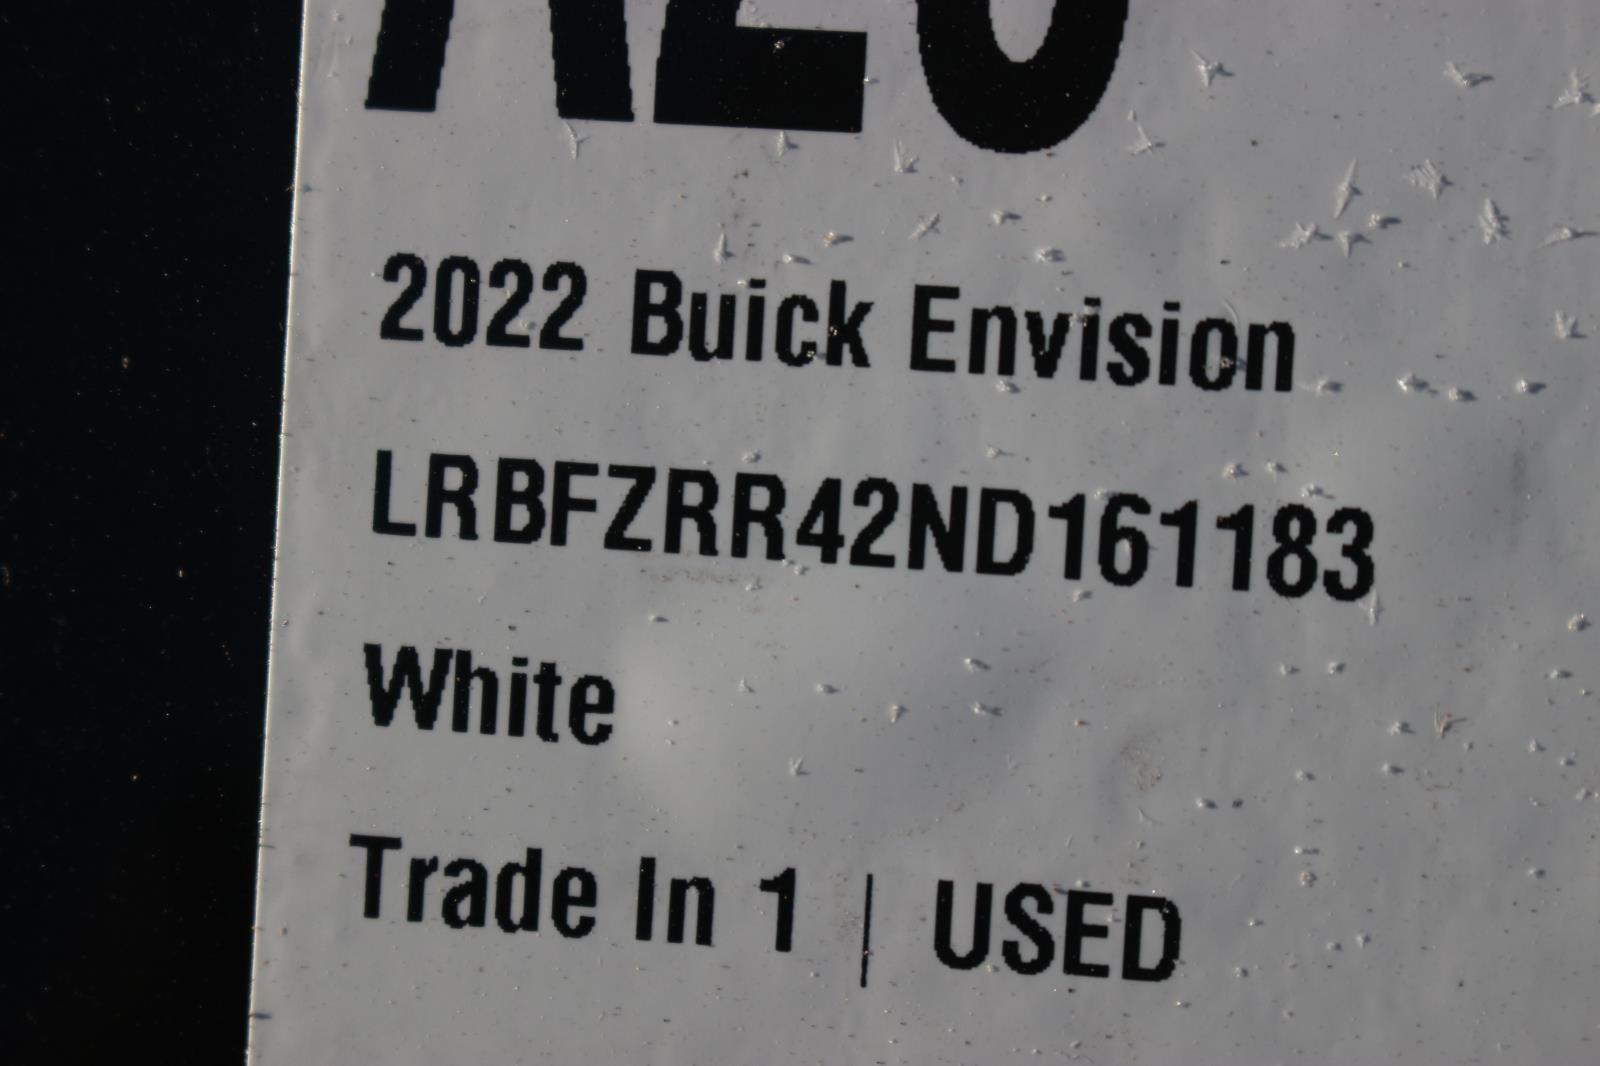 2022 Buick Envision
LRBFZRR42ND161183
White
Trade In 1 | USED